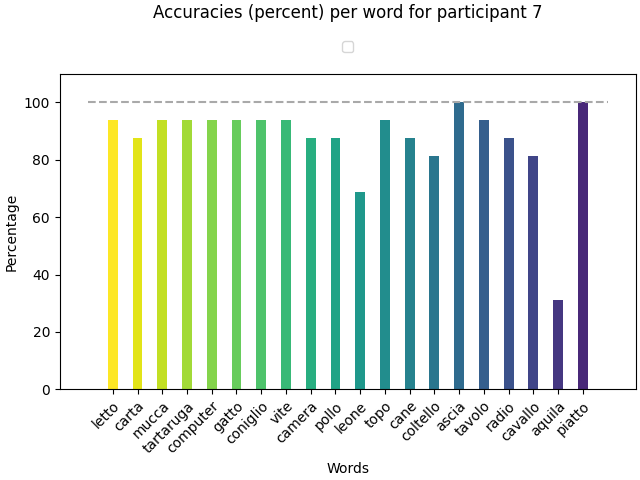 Accuracies (percent) per word for participant 7
100
80
60
40
20
0
Percentage
letto
carta
mucca
tartaruga
computer
gatto
coniglio
vite
camera
pollo
leone
topo
cane
coltello
ascia
tavolo
radio
cavallo
aquila
piatto
Words